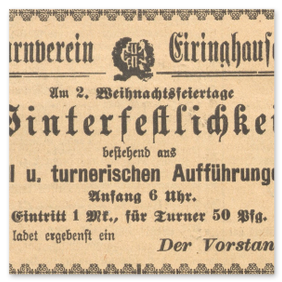 urnverein Eiringhause
Am 2. Weihnachtsfeiertage
Winterfestlichkei
bestehend aus
l u. turnerischen Aufführunge
Anfang 6 Uhr.
Eintritt 1 Mk., für Turner 50 Pfg.
ladet ergebenst ein
Der Vorstan